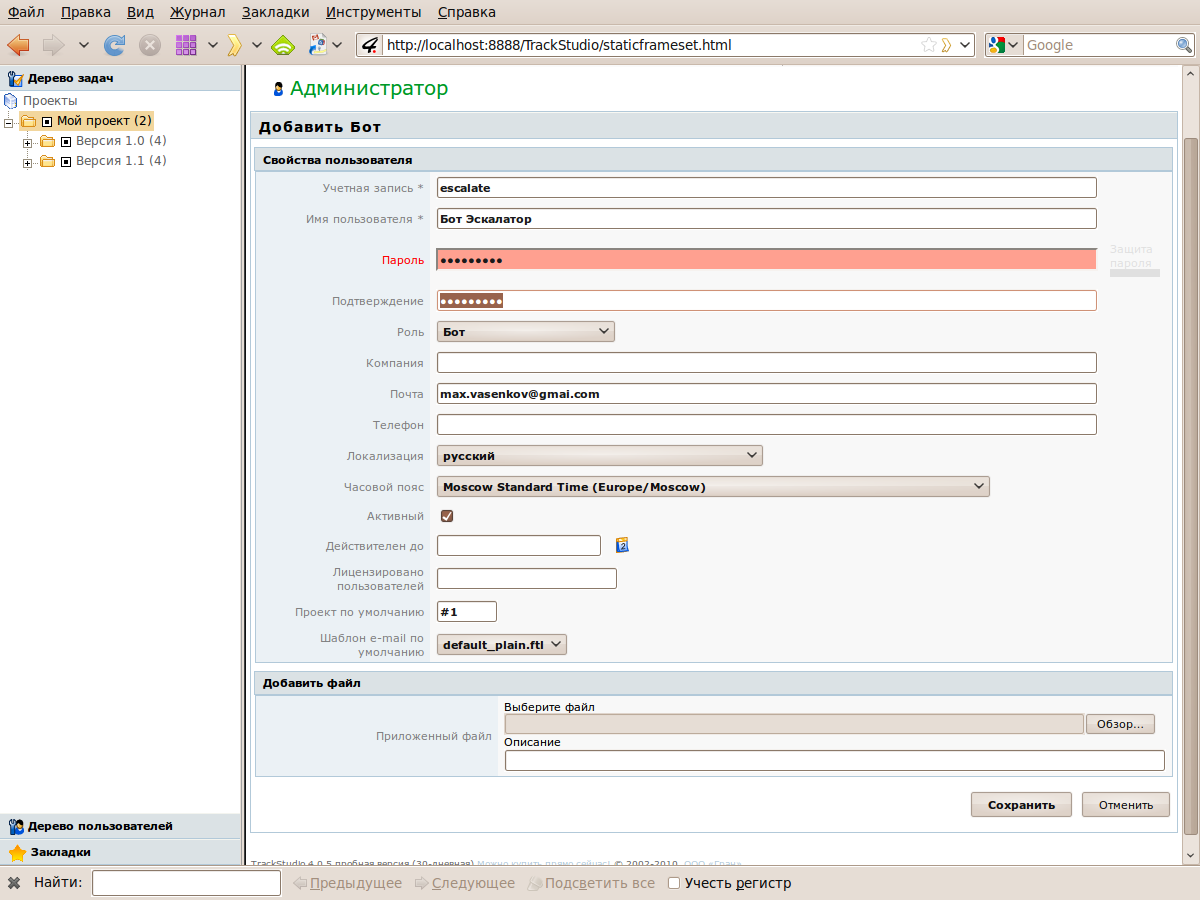 Файл Правка Вид Журнал Закладки Инструменты Справка
http://localhost:8888/TrackStudio/staticframeset.html
Google
Дерево задач
Проекты
Мой проект (2)
Версия 1.0 (4)
Версия 1.1 (4)
Дерево пользователей
Закладки
Администратор
Добавить Бот
Свойства пользователя
Учетная запись * escalate
Имя пользователя * Бот Эскалатор
Пароль ●●●●●●●●●
Защита
пароля
Подтверждение ●●●●●●●●●
Роль Бот
Компания
Почта max.vasenkov@gmai.com
Телефон
Локализация русский
Часовой пояс Moscow Standard Time (Europe/Moscow)
Активный
Действителен до
Лицензировано
пользователей
Проект по умолчанию #1
Шаблон e-mail по
умолчанию
default_plain.ftl
Добавить файл
Приложенный файл
Выберите файл
Обзор...
Описание
Сохранить Отменить
TrackStudio 4.0.5 пробная версия (30-дневная) Можно купить прямо сейчас! © 2002-2010, ООО «Гран»
Найти: Предыдущее Следующее Подсветить все Учесть регистр